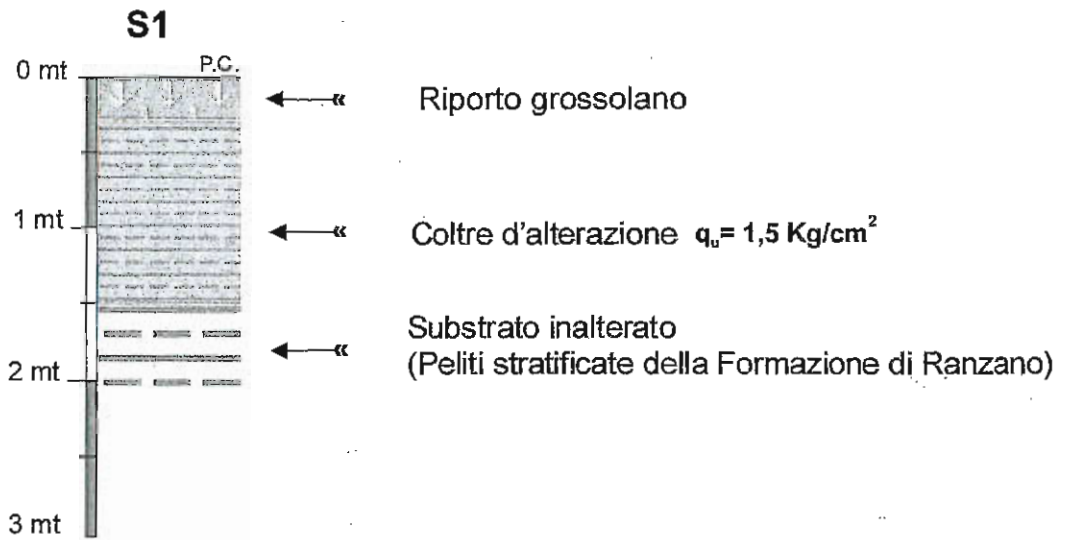 S1
P.C.
0 mt
Riporto grossolano
1 mt
Coltre d'alterazione qu= 1,5 Kg/cm²
Substrato inalterato
(Peliti stratificate della Formazione di Ranzano)
2 mt
3 mt